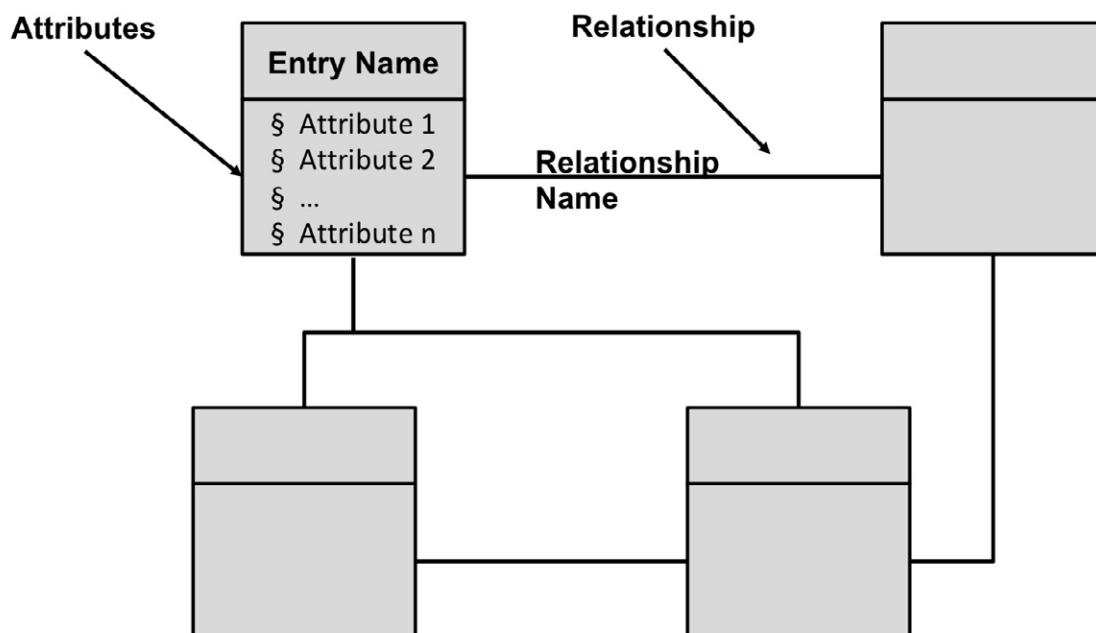 Attributes
Relationship
Entry Name
§ Attribute 1
§ Attribute 2
§ ...
§ Attribute n
Relationship
Name